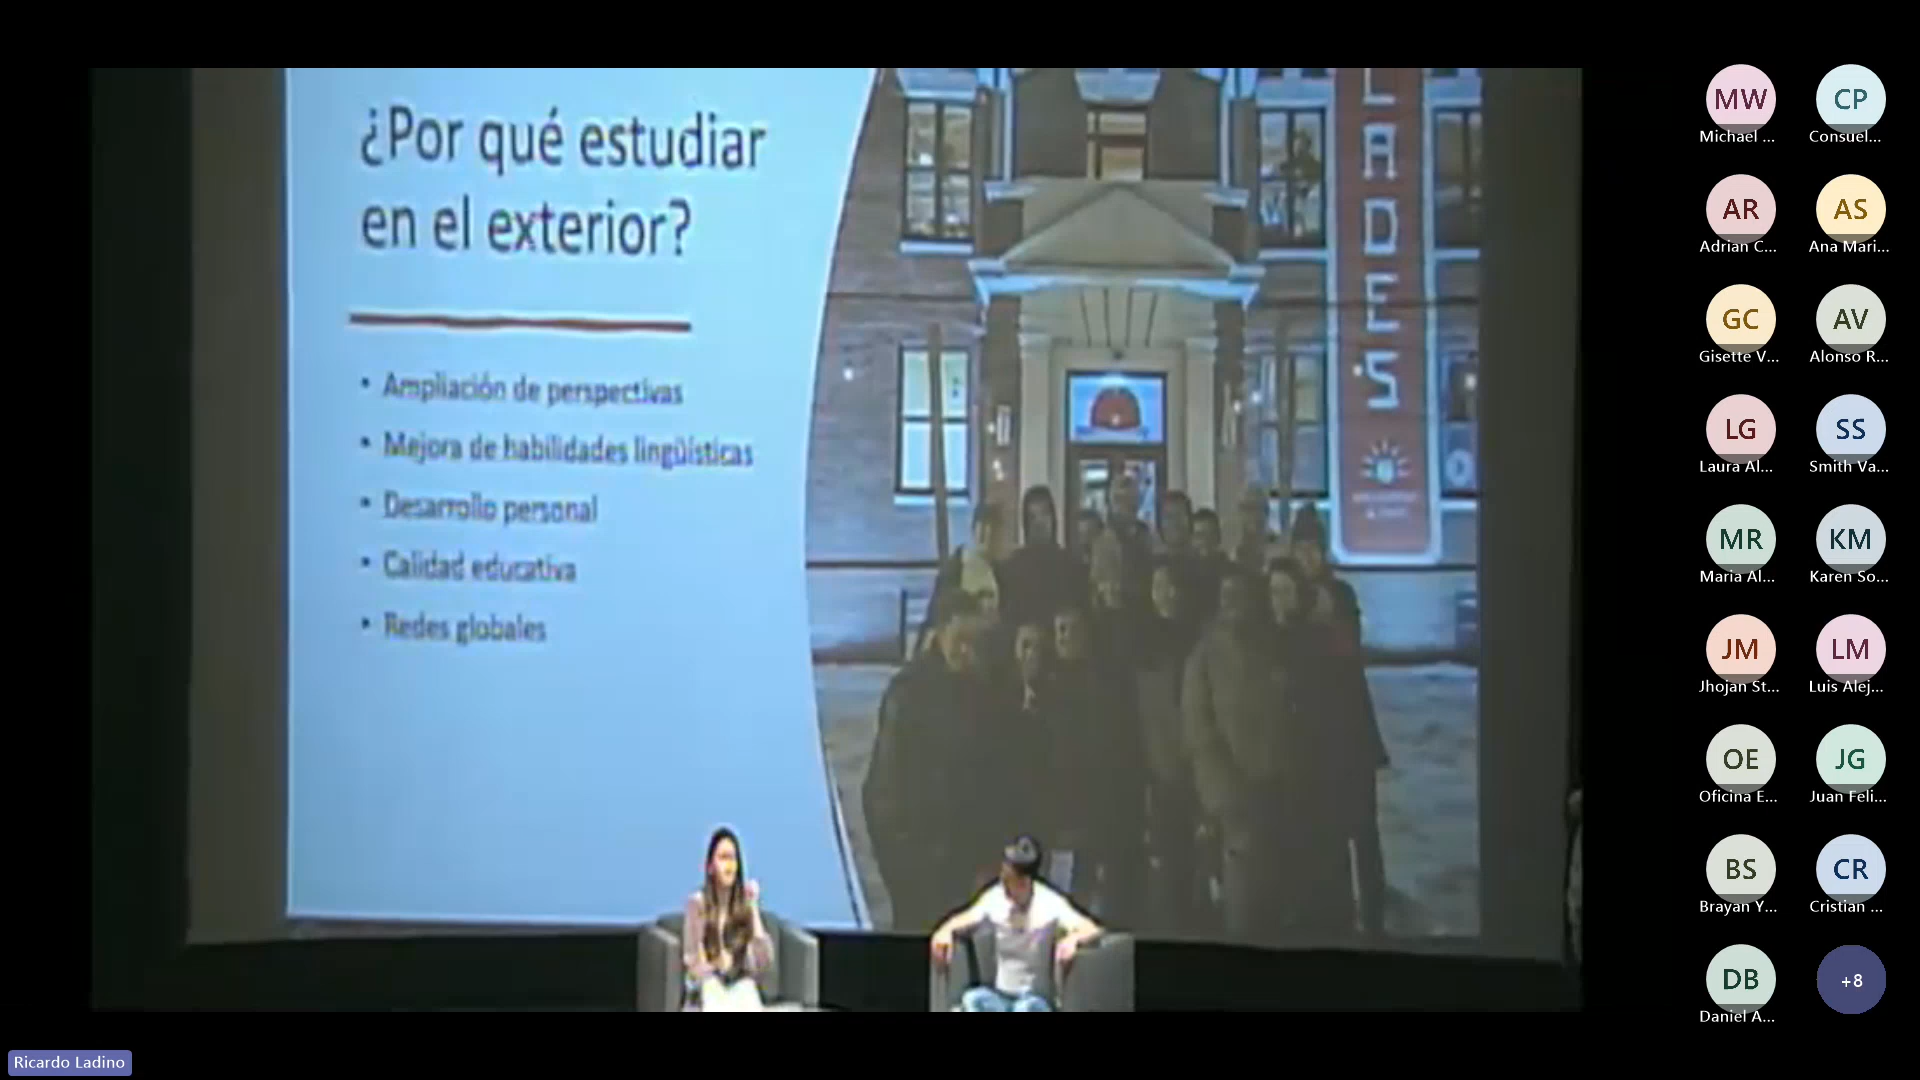 ¿Por qué estudiar
en el exterior?
• Ampliación de perspectivas
• Mejora de habilidades lingüísticas
• Desarrollo personal
• Calidad educativa
• Redes globales
L
A
D
E
S
MW
Michael ...
CP
Consuel...
AR
Adrian C...
AS
Ana Mari...
GC
Gisette V...
AV
Alonso R...
LG
Laura Al...
SS
Smith Va...
MR
Maria Al...
KM
Karen So...
JM
Jhojan St...
LM
Luis Alej...
OE
Oficina E...
JG
Juan Feli...
BS
Brayan Y...
CR
Cristian ...
DB
Daniel A...
+8
Ricardo Ladino